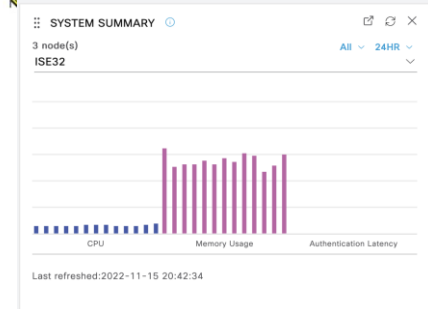 SYSTEM SUMMARY
3 node(s)
All 24HR
ISE32
CPU Memory Usage Authentication Latency
Last refreshed:2022-11-15 20:42:34